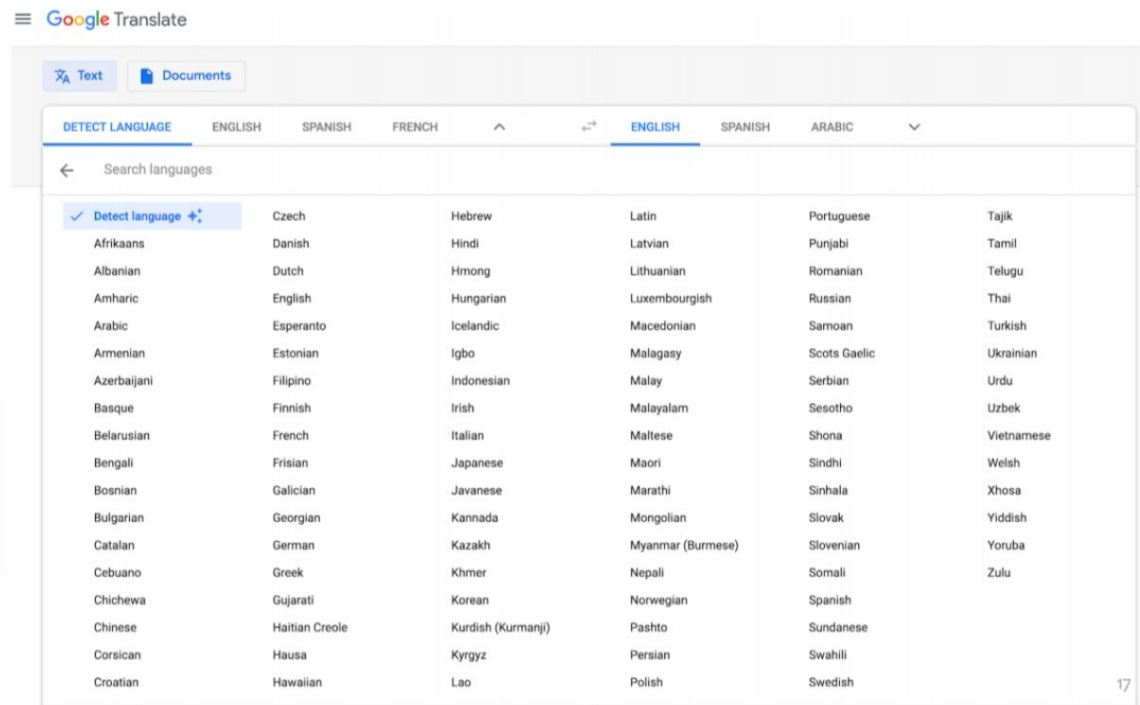 Google Translate
Text Documents
DETECT LANGUAGE ENGLISH SPANISH FRENCH ENGLISH SPANISH ARABIC
Search languages
Detect language Czech Hebrew Latin Portuguese Tajik
Afrikaans Danish Hindi Latvian Punjabi Tamil
Albanian Dutch Hmong Lithuanian Romanian Telugu
Amharic English Hungarian Luxembourgish Russian Thai
Arabic Esperanto Icelandic Macedonian Samoan Turkish
Armenian Estonian Igbo Malagasy Scots Gaelic Ukrainian
Azerbaijani Filipino Indonesian Malay Serbian Urdu
Basque Finnish Irish Malayalam Sesotho Uzbek
Belarusian French Italian Maltese Shona Vietnamese
Bengali Frisian Japanese Maori Sindhi Welsh
Bosnian Galician Javanese Marathi Sinhala Xhosa
Bulgarian Georgian Kannada Mongolian Slovak Yiddish
Catalan German Kazakh Myanmar (Burmese) Slovenian Yoruba
Cebuano Greek Khmer Nepali Somali Zulu
Chichewa Gujarati Korean Norwegian Spanish
Chinese Haitian Creole Kurdish (Kurmanji) Pashto Sundanese
Corsican Hausa Kyrgyz Persian Swahili
Croatian Hawaiian Lao Polish Swedish
17